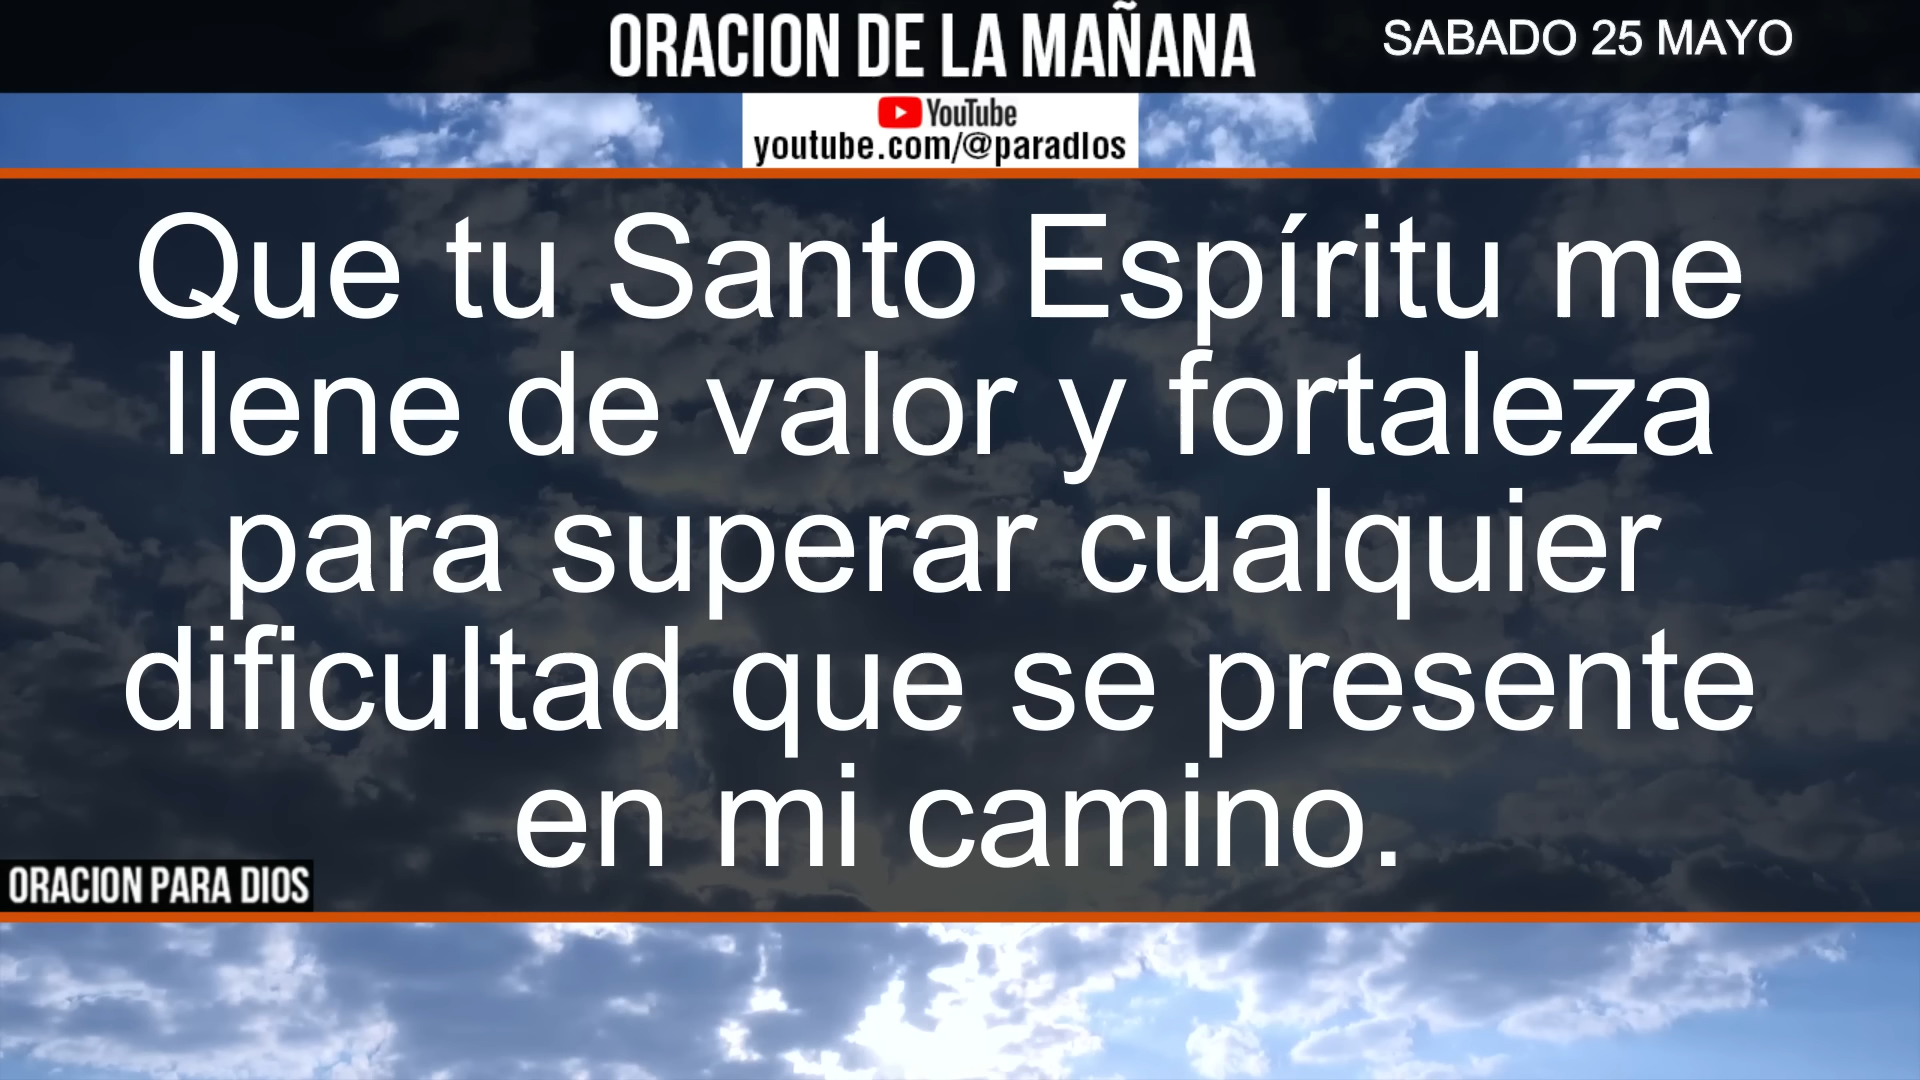 ORACION DE LA MAÑANA
SABADO 25 MAYO
YouTube
youtube.com/@paradIos
Que tu Santo Espíritu me
llene de valor y fortaleza
para superar cualquier
dificultad que se presente
en mi camino.
ORACION PARA DIOS